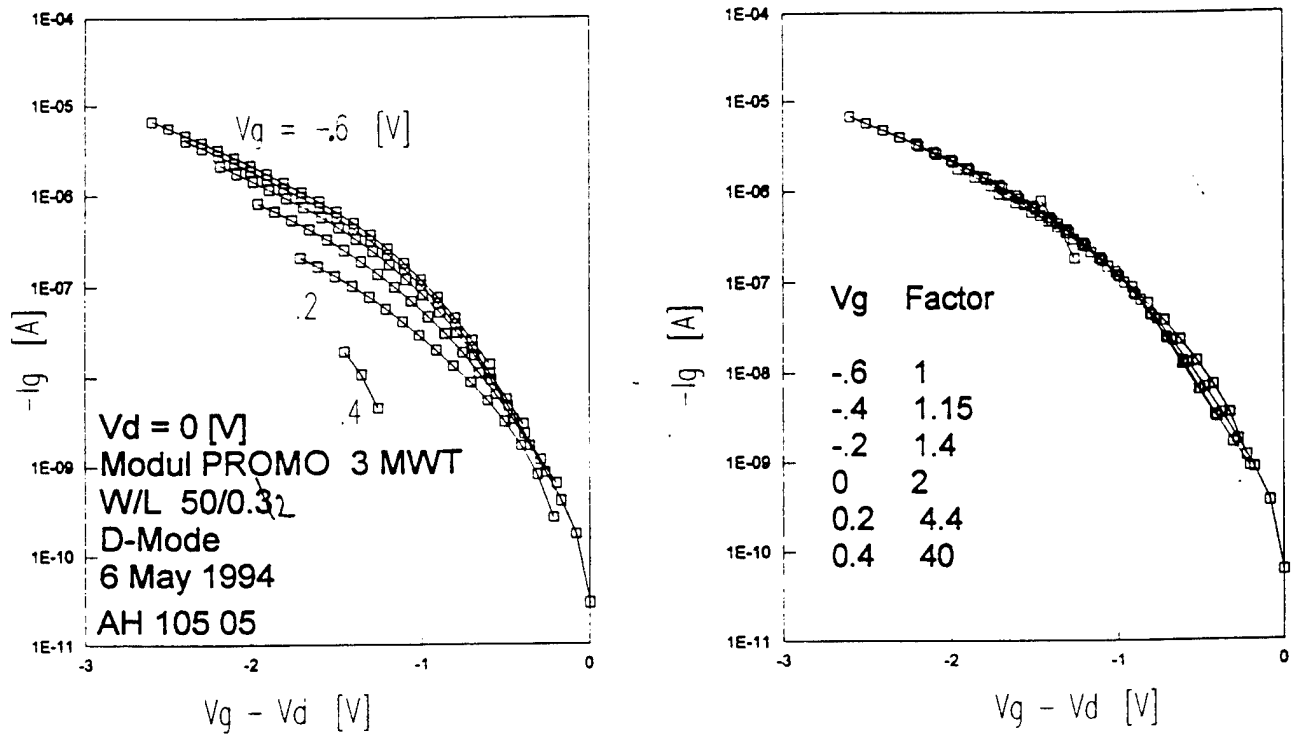 1E-04
1E-05
1E-06
1E-07
1E-08
1E-09
1E-10
1E-11
-Ig [A]
Vg = -.6 [V]
.2
.4
Vd = 0 [V]
Modul PROMO 3 MWT
W/L 50/0.32
D-Mode
6 May 1994
AH 105 05
-3
-2
-1
0
Vg - Vd [V]
1E-04
1E-05
1E-06
1E-07
1E-08
1E-09
1E-10
1E-11
-Ig [A]
Vg Factor
-.6 1
-.4 1.15
-.2 1.4
0 2
0.2 4.4
0.4 40
-3
-2
-1
0
Vg - Vd [V]